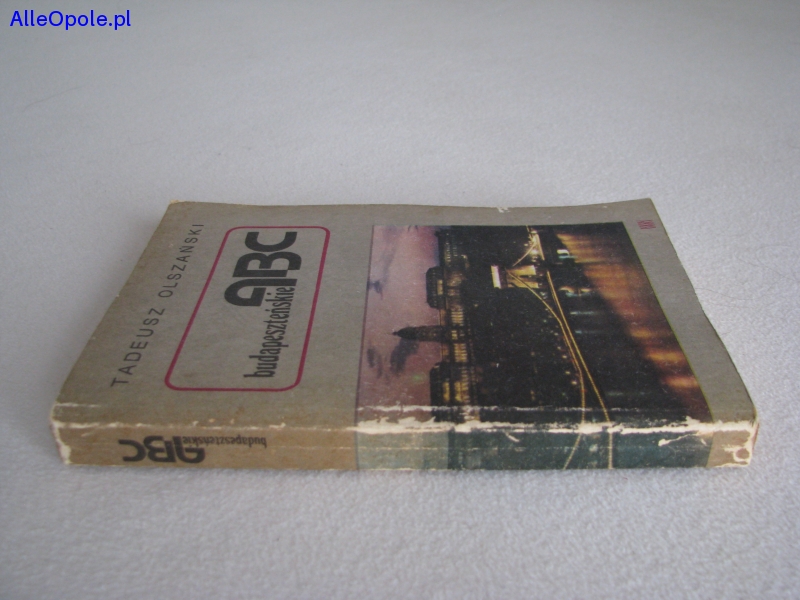 AlleOpole.pl
TADEUSZ OLSZAŃSKI
ABC
budapeszteńskie
ABC
budapeszteńskie